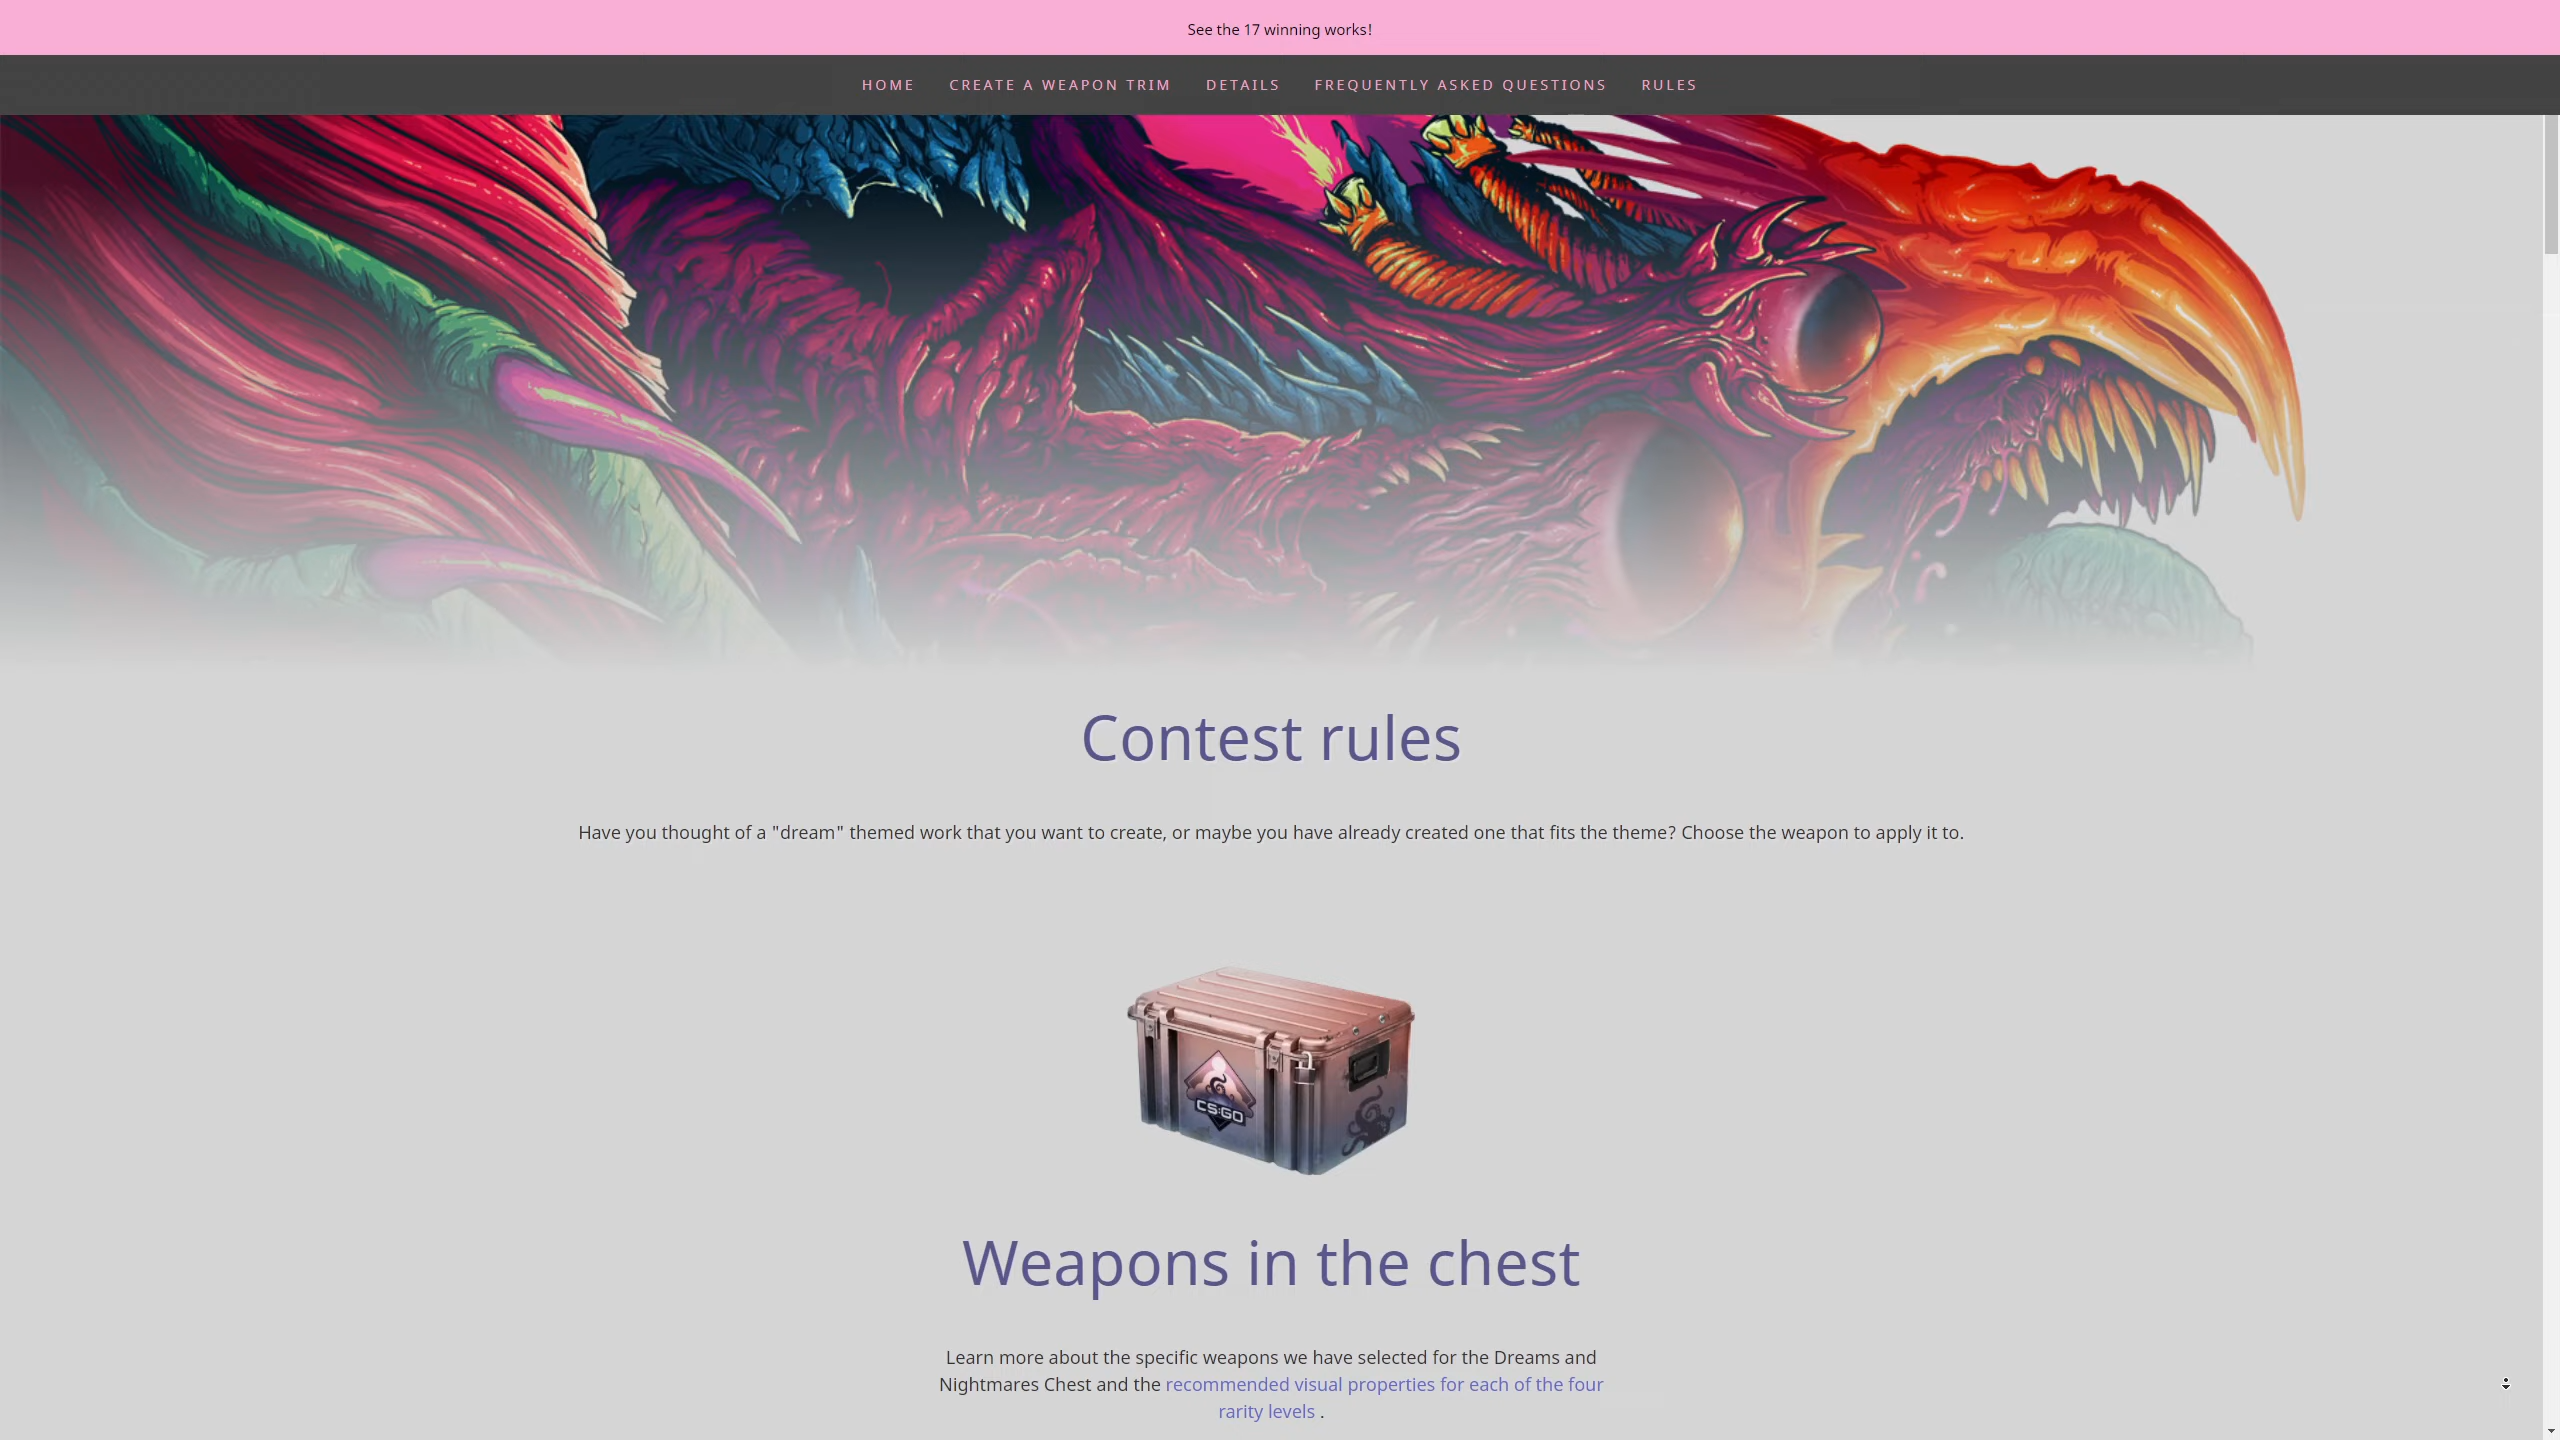 See the 17 winning works!
HOME CREATE A WEAPON TRIM DETAILS FREQUENTLY ASKED QUESTIONS RULES
Contest rules
Have you thought of a "dream" themed work that you want to create, or maybe you have already created one that fits the theme? Choose the weapon to apply it to.
CS:GO
Weapons in the chest
Learn more about the specific weapons we have selected for the Dreams and
Nightmares Chest and the recommended visual properties for each of the four
rarity levels .